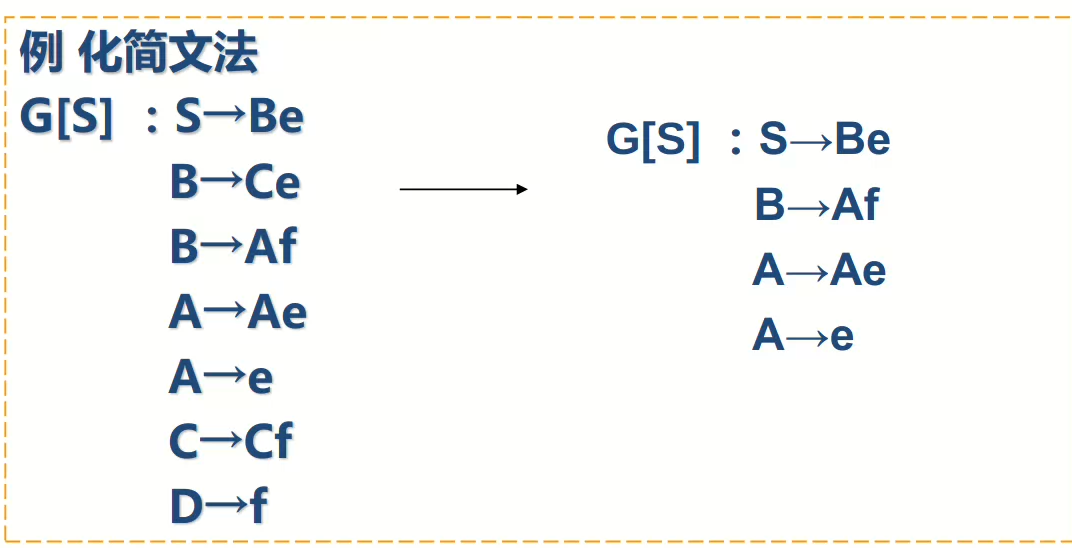 例 化简文法
G[S] ：S→Be
B→Ce
B→Af
A→Ae
A→e
C→Cf
D→f
G[S] ：S→Be
B→Af
A→Ae
A→e